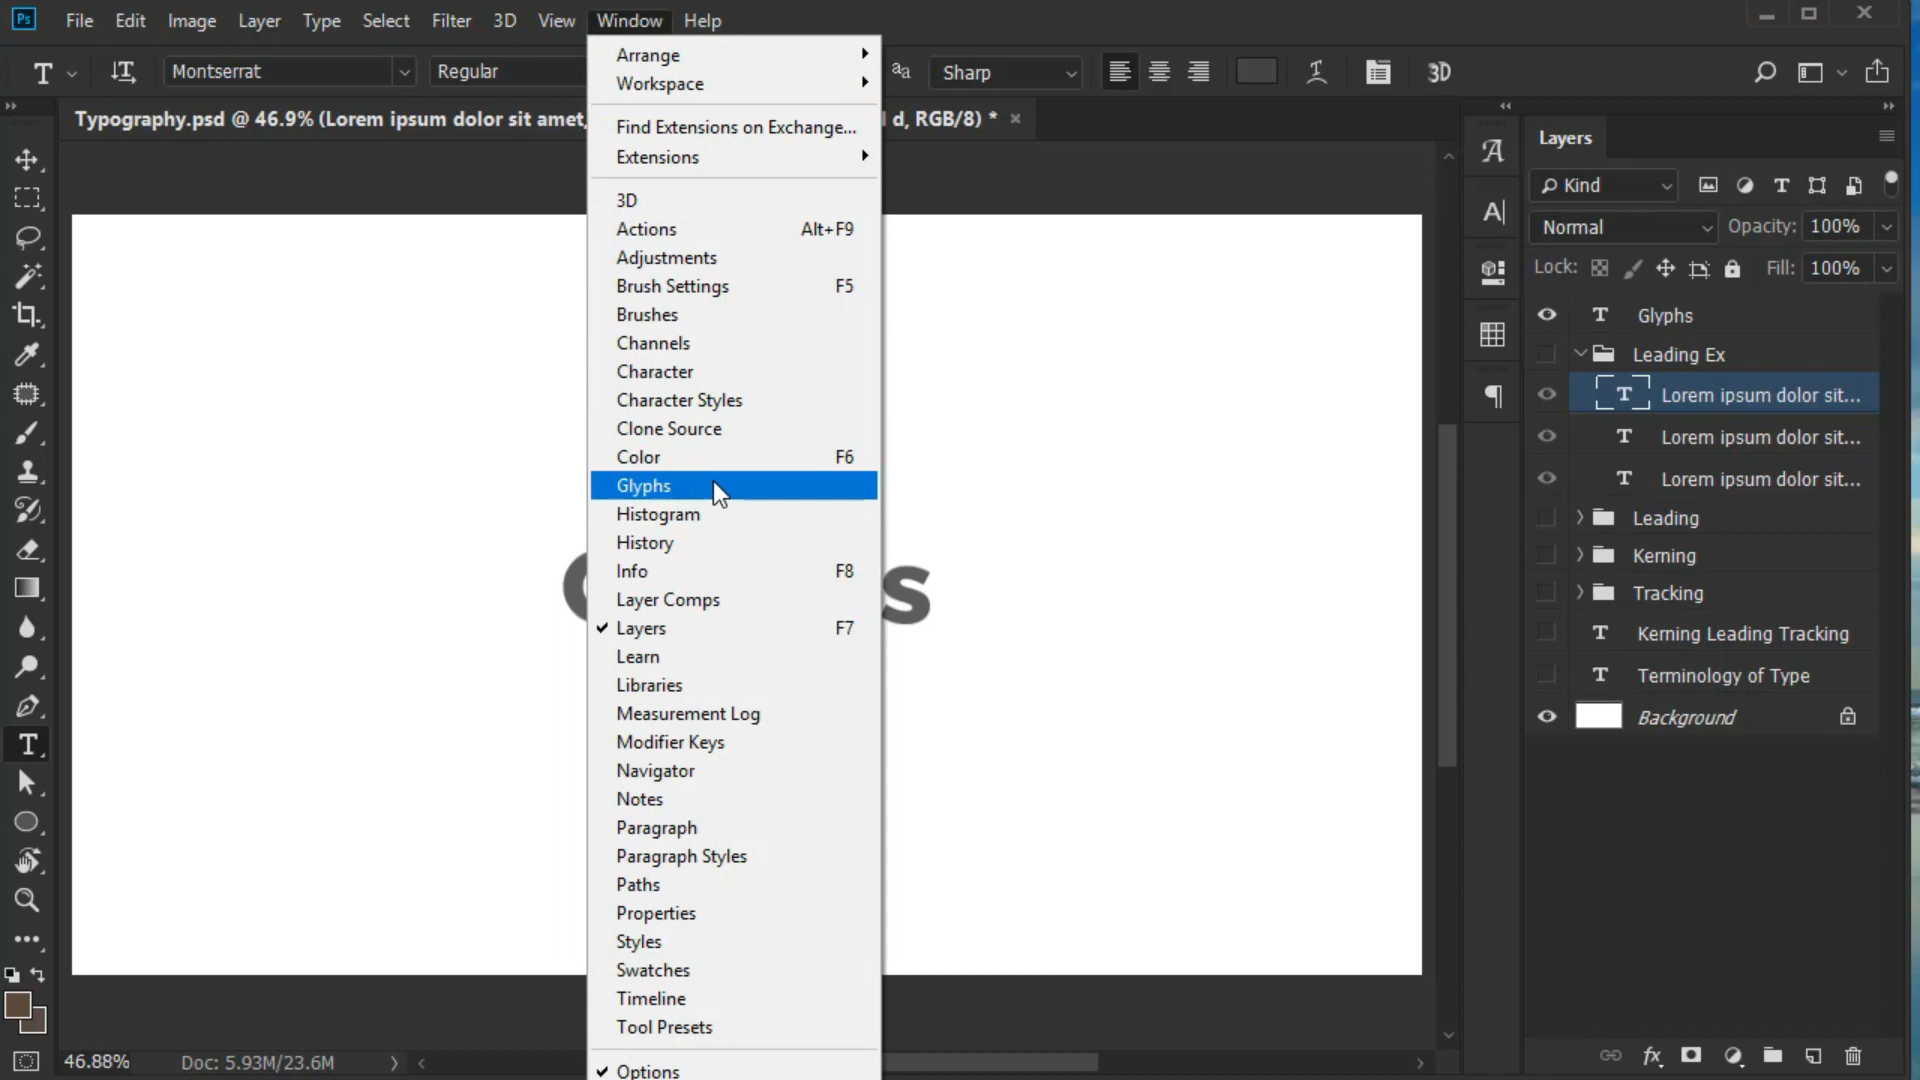 Ps File Edit Image Layer Type Select Filter 3D View Window Help
T Montserrat Regular aa Sharp 3D
Typography.psd @ 46.9% (Lorem ipsum dolor sit amet, d, RGB/8) *
Arrange
Workspace
Find Extensions on Exchange...
Extensions
3D
Actions Alt+F9
Adjustments
Brush Settings F5
Brushes
Channels
Character
Character Styles
Clone Source
Color F6
Glyphs
Histogram
History
Info F8
Layer Comps
Layers F7
Learn
Libraries
Measurement Log
Modifier Keys
Navigator
Notes
Paragraph
Paragraph Styles
Paths
Properties
Styles
Swatches
Timeline
Tool Presets
Options
s
Layers
Kind
Normal Opacity: 100%
Lock: Fill: 100%
T Glyphs
Leading Ex
T Lorem ipsum dolor sit...
T Lorem ipsum dolor sit...
T Lorem ipsum dolor sit...
Leading
Kerning
Tracking
T Kerning Leading Tracking
T Terminology of Type
Background
fx
46.88% Doc: 5.93M/23.6M